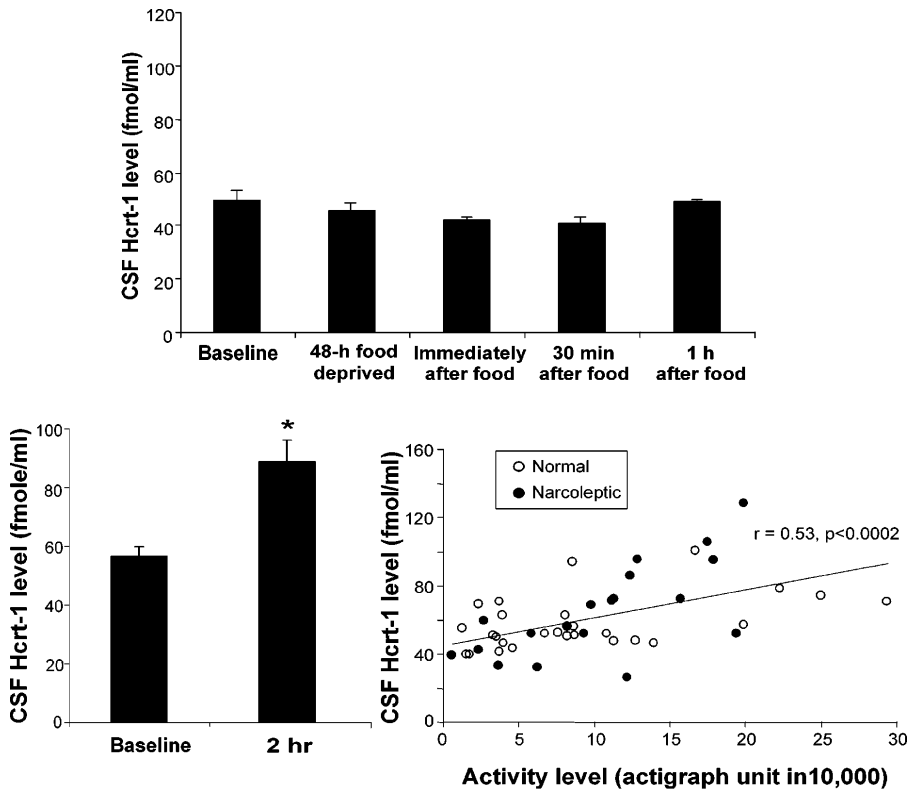 CSF Hcrt-1 level (fmol/ml)
120
100
80
60
40
20
0
Baseline
48-h food
deprived
Immediately
after food
30 min
after food
1 h
after food
CSF Hcrt-1 level (fmole/ml)
100
80
60
40
20
0
*
Baseline
2 hr
CSF Hcrt-1 level (fmol/ml)
160
120
80
40
0
Normal
Narcoleptic
r = 0.53, p<0.0002
0 5 10 15 20 25 30
Activity level (actigraph unit in10,000)